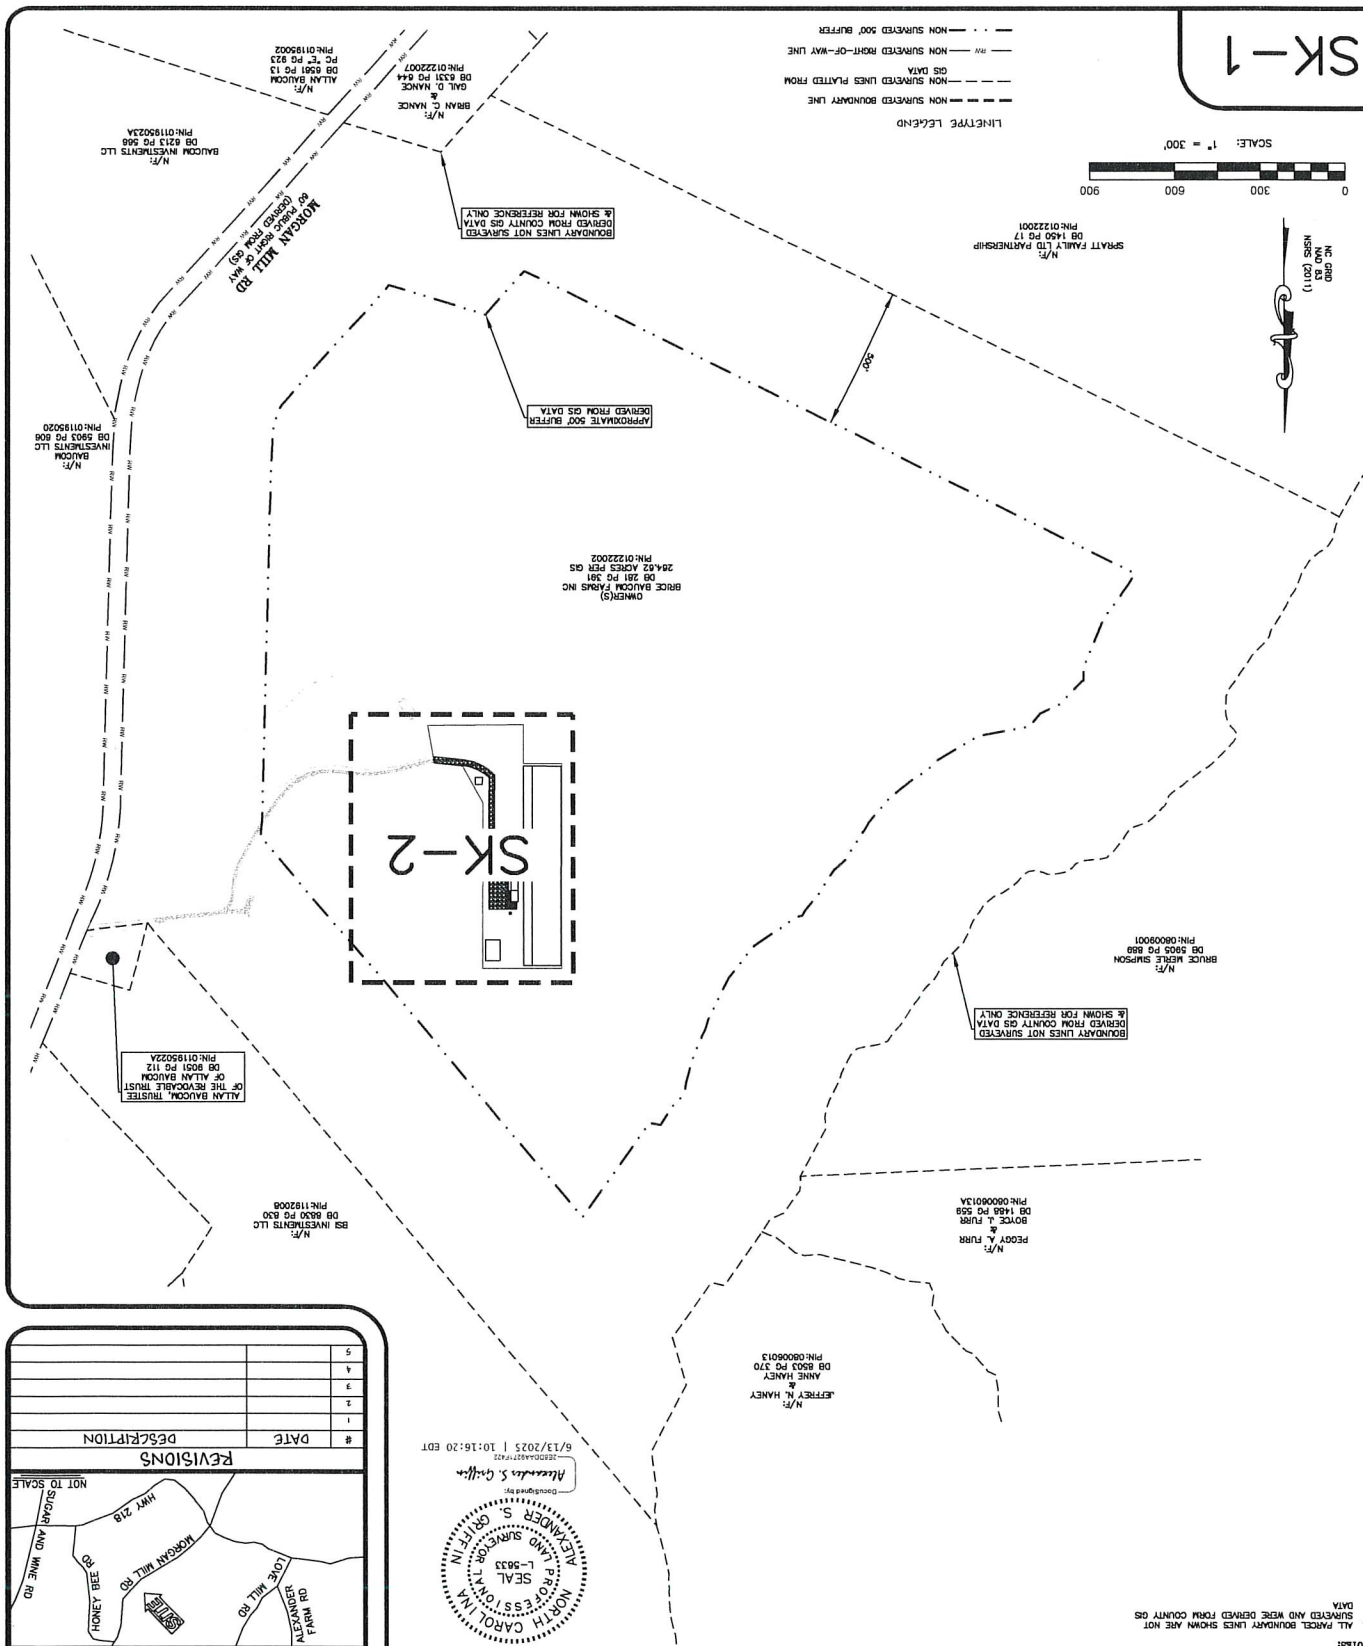 NOTES:
ALL PARCEL BOUNDARY LINES SHOWN ARE NOT
SURVEYED AND WERE DERIVED FORM COUNTY GIS
DATA
ALEXANDER
FARM RD
LOVE MILL RD
MORGAN MILL RD
HONEY BEE RD
HWY 218
SUGAR AND WINE RD
SITE
NOT TO SCALE
NORTH CAROLINA
PROFESSIONAL
SEAL
L-5833
LAND SURVEYOR
ALEXANDER S. GRIFFIN
DocuSigned by:
Alexander S. Griffin
6/13/2025 | 10:16:20 EDT
REVISIONS
# DATE DESCRIPTION
1
2
3
4
5
N/F:
JEFFREY N. HANEY
&
ANNE HANEY
DB 8503 PG 370
PIN:08006013
N/F:
PEGGY A. FURR
&
BOYCE J. FURR
DB 1488 PG 559
PIN:08006013A
N/F:
BSI INVESTMENTS LLC
DB 8830 PG 830
PIN:1192008
ALLAN BAUCOM, TRUSTEE
OF THE REVOCABLE TRUST
OF ALLAN BAUCOM
DB 9051 PG 112
PIN:01195022A
BOUNDARY LINES NOT SURVEYED
DERIVED FROM COUNTY GIS DATA
& SHOWN FOR REFERENCE ONLY
N/F:
BRUCE MERLE SIMPSON
DB 5905 PG 889
PIN:08009001
SK-2
OWNER(S)
BRICE BAUCOM FARMS INC
DB 281 PG 391
284.62 ACRES PER GIS
PIN:01222002
N/F:
BAUCOM
INVESTMENTS LLC
DB 5903 PG 606
PIN:01195020
APPROXIMATE 500' BUFFER
DERIVED FROM GIS DATA
500'
NC GRID
NAD 83
NSRS (2011)
MORGAN MILL RD
60' PUBLIC RIGHT OF WAY
(DERIVED FROM GIS)
N/F:
SPRATT FAMILY LTD PARTNERSHIP
DB 1450 PG 17
PIN:01222001
BOUNDARY LINES NOT SURVEYED
DERIVED FROM COUNTY GIS DATA
& SHOWN FOR REFERENCE ONLY
0 300 600 900
SCALE: 1" = 300'
N/F:
BAUCOM INVESTMENTS LLC
DB 6213 PG 568
PIN:01195023A
N/F:
BRIAN C. NANCE
&
GAIL D. NANCE
DB 6331 PG 644
PIN:01222007
N/F:
ALLAN BAUCOM
DB 6581 PG 13
PC "E" PG 923
PIN:01195002
LINETYPE LEGEND
NON SURVEYED BOUNDARY LINE
NON SURVEYED LINES PLATTED FROM
GIS DATA
RW NON SURVEYED RIGHT-OF-WAY LINE
NON SURVEYED 500' BUFFER
SK-1